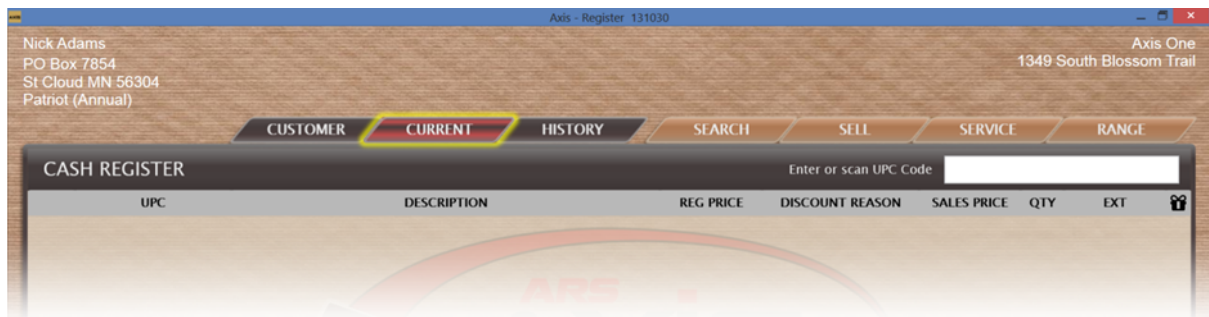 Axis - Register 131030
Nick Adams
PO Box 7854
St Cloud MN 56304
Patriot (Annual)
Axis One
1349 South Blossom Trail
CUSTOMER CURRENT HISTORY SEARCH SELL SERVICE RANGE
CASH REGISTER Enter or scan UPC Code
UPC DESCRIPTION REG PRICE DISCOUNT REASON SALES PRICE QTY EXT
ARS